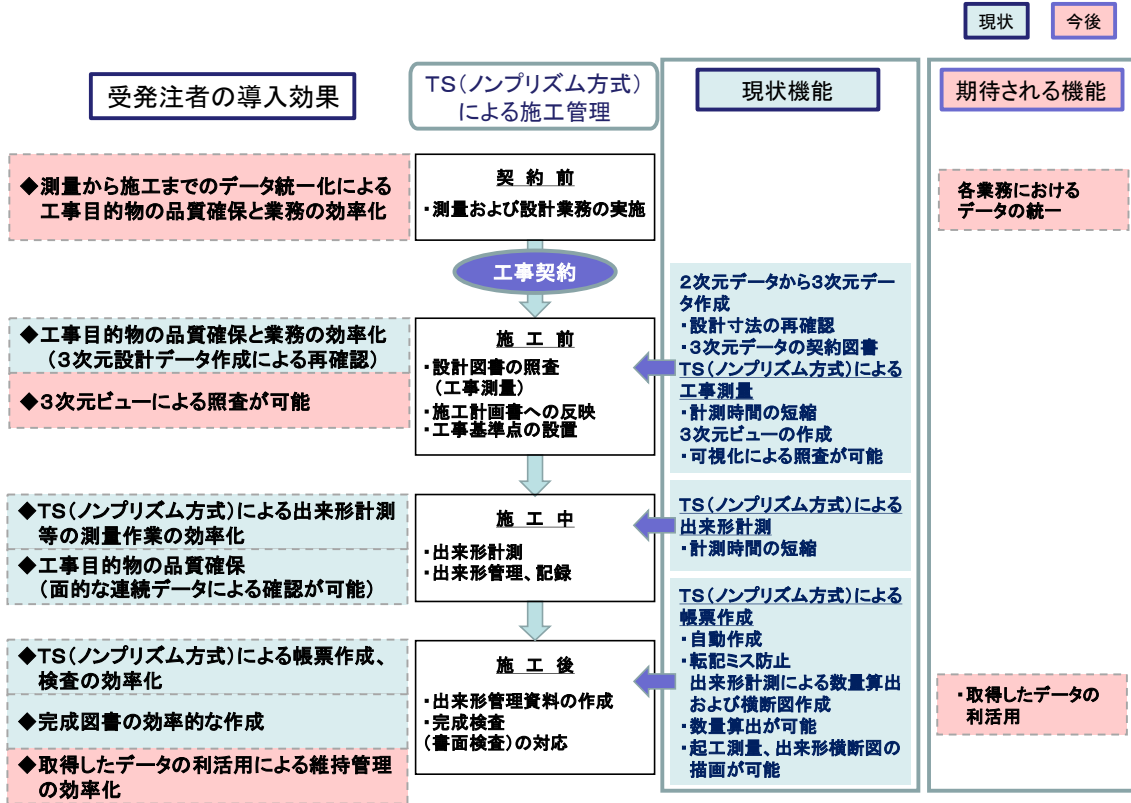 現状
今後
受発注者の導入効果
TS(ノンプリズム方式)
による施工管理
現状機能
期待される機能
◆測量から施工までのデータ統一化による
工事目的物の品質確保と業務の効率化
契 約 前
・測量および設計業務の実施
各業務における
データの統一
工事契約
◆工事目的物の品質確保と業務の効率化
(3次元設計データ作成による再確認)
◆3次元ビューによる照査が可能
施 工 前
・設計図書の照査
(工事測量)
・施工計画書への反映
・工事基準点の設置
2次元データから3次元デー
タ作成
・設計寸法の再確認
・3次元データの契約図書
TS(ノンプリズム方式)による
工事測量
・計測時間の短縮
3次元ビューの作成
・可視化による照査が可能
◆TS(ノンプリズム方式)による出来形計測
等の測量作業の効率化
◆工事目的物の品質確保
(面的な連続データによる確認が可能)
施 工 中
・出来形計測
・出来形管理、記録
TS(ノンプリズム方式)による
出来形計測
・計測時間の短縮
◆TS(ノンプリズム方式)による帳票作成、
検査の効率化
◆完成図書の効率的な作成
◆取得したデータの利活用による維持管理
の効率化
施 工 後
・出来形管理資料の作成
・完成検査
(書面検査)の対応
TS(ノンプリズム方式)による
帳票作成
・自動作成
・転記ミス防止
出来形計測による数量算出
および横断図作成
・数量算出が可能
・起工測量、出来形横断図の
描画が可能
・取得したデータの
利活用